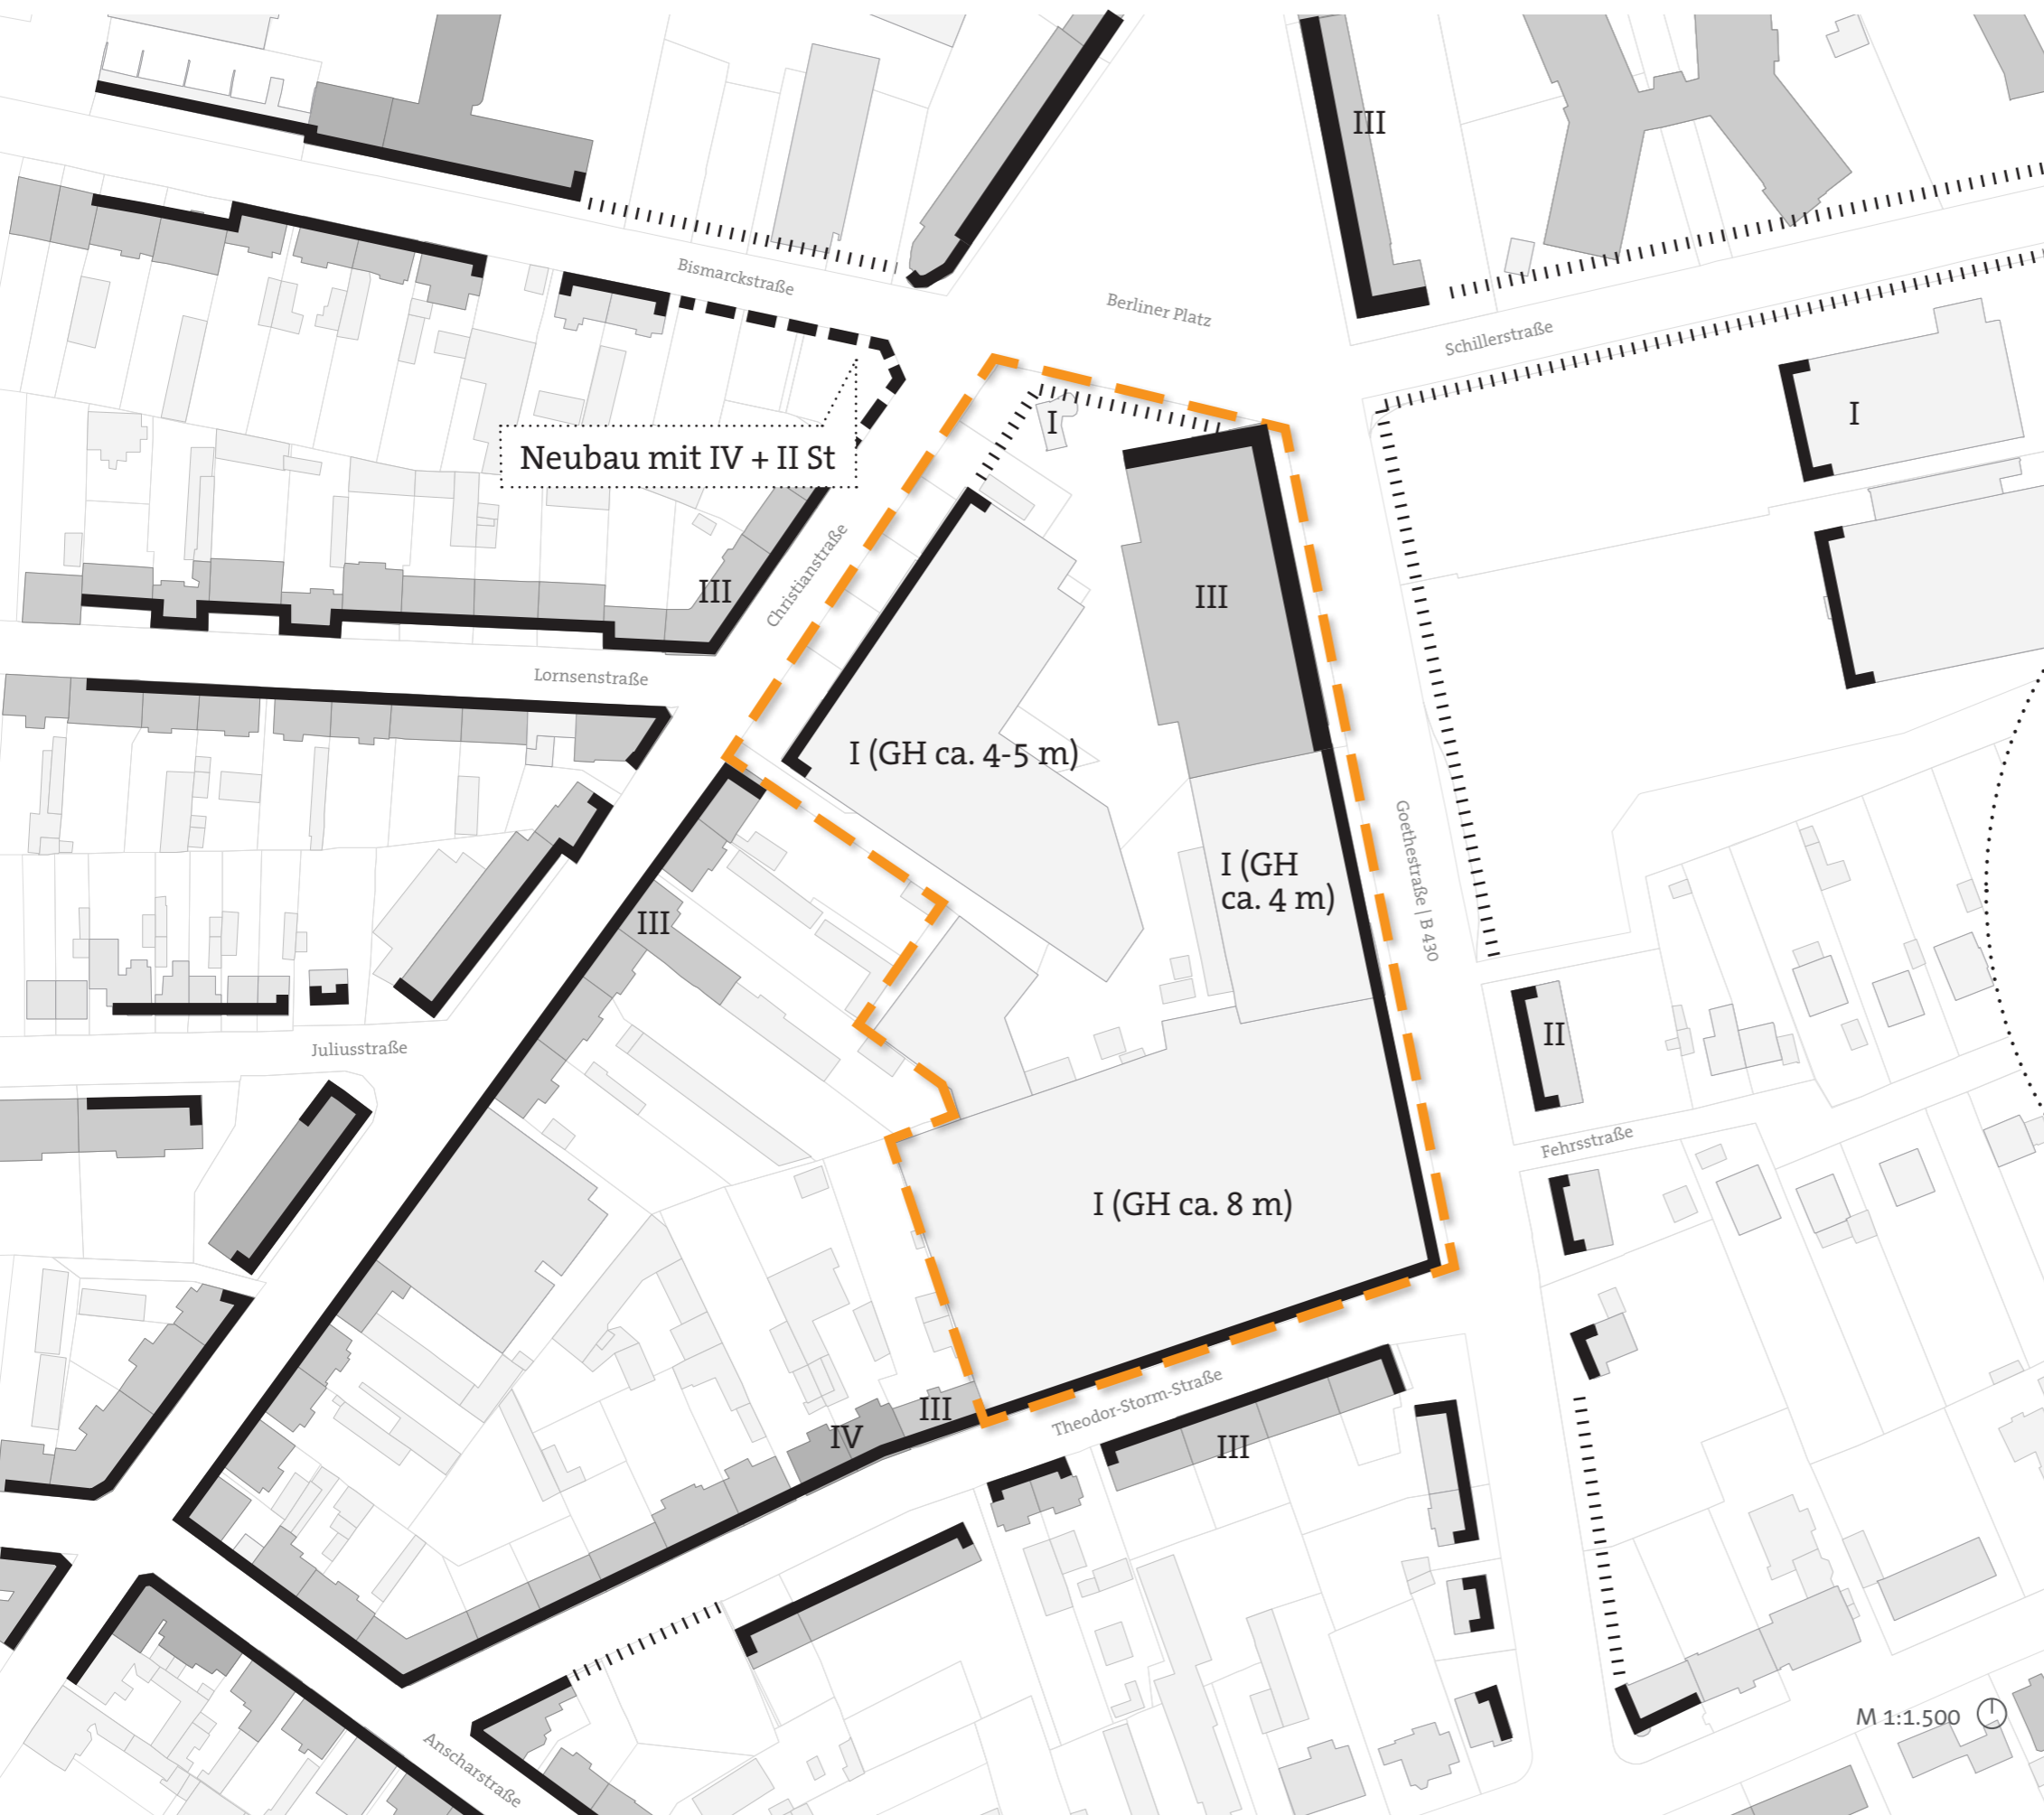 III
Bismarckstraße
Berliner Platz
Schillerstraße
I
I
Neubau mit IV + II St
Christianstraße
III
III
Lornsenstraße
I (GH ca. 4-5 m)
I (GH
ca. 4 m)
Goethestraße | B 430
III
II
Juliusstraße
Fehrsstraße
I (GH ca. 8 m)
Theodor-Storm-Straße
III
IV
III
Anscharstraße
M 1:1.500